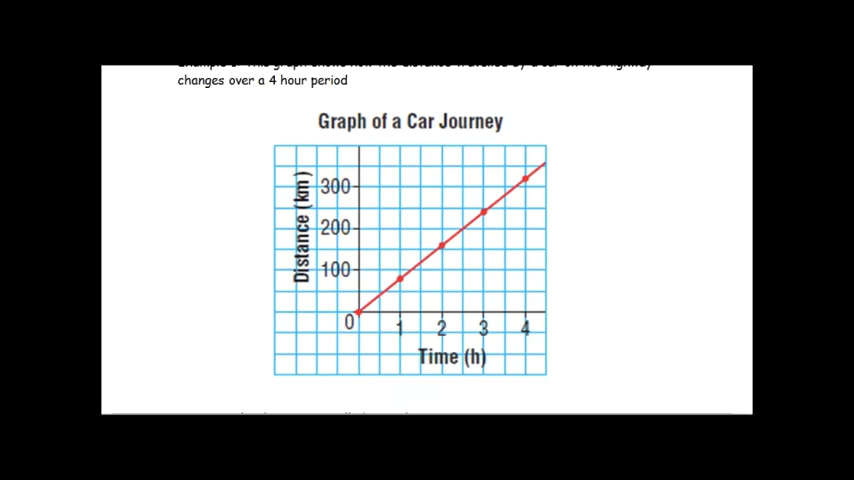 changes over a 4 hour period
Graph of a Car Journey
Distance (km)
300
200
100
0
1 2 3 4
Time (h)